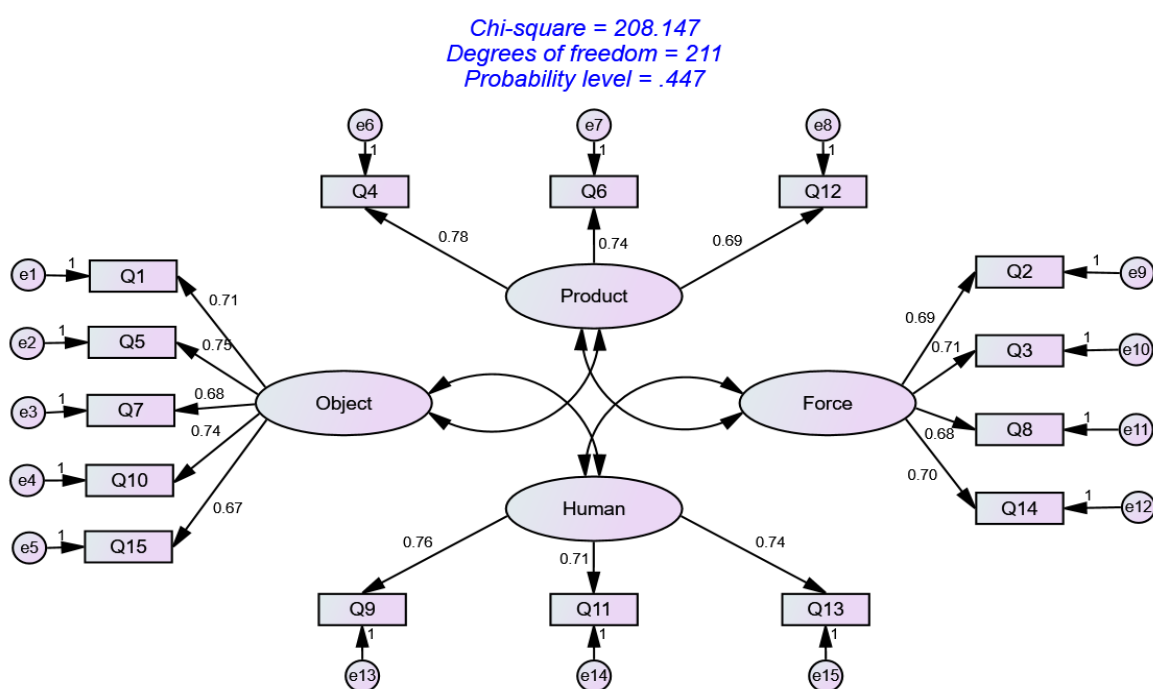 Chi-square = 208.147
Degrees of freedom = 211
Probability level = .447
e6
e7
e8
1
1
1
Q4
Q6
Q12
0.78
0.74
0.69
Product
e1
1
Q1
0.71
e2
1
Q5
0.75
e3
1
Q7
0.68
e4
1
Q10
0.74
e5
1
Q15
0.67
Object
Force
Q2
1
e9
0.69
Q3
1
e10
0.71
Q8
1
e11
0.68
Q14
1
e12
0.70
Human
0.76
0.71
0.74
Q9
Q11
Q13
1
1
1
e13
e14
e15